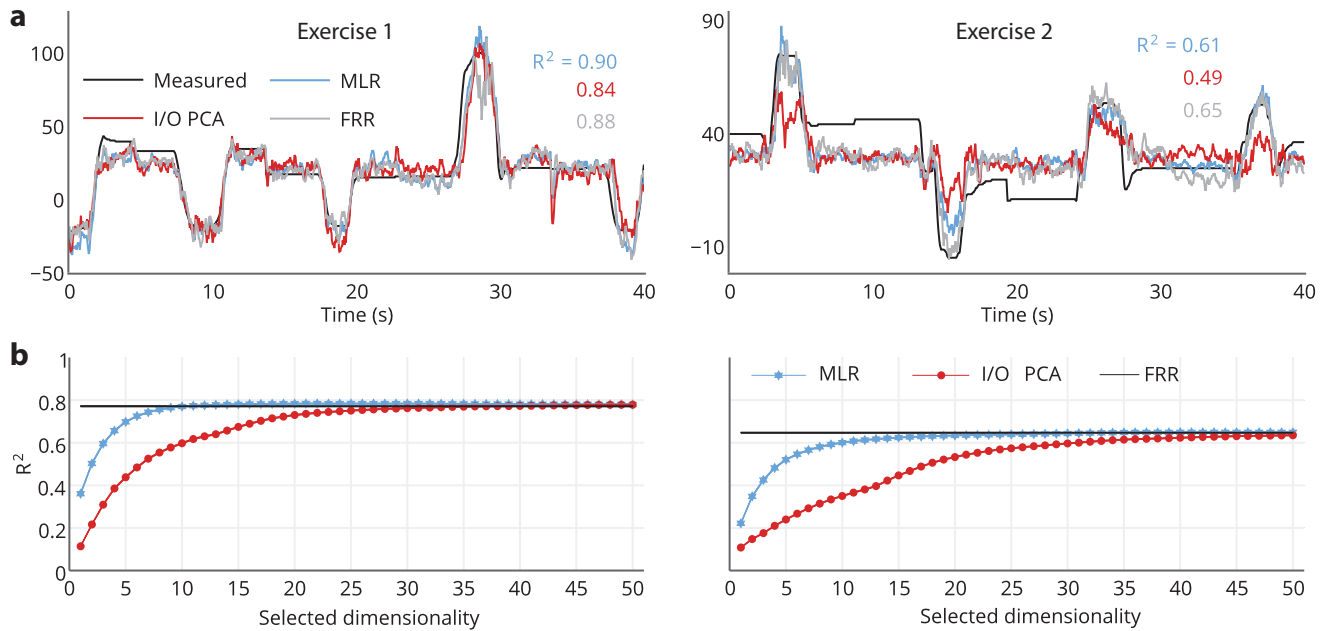 a
Exercise 1
Measured
MLR
I/O PCA
FRR
R² = 0.90
0.84
0.88
100
50
0
−50
0 10 20 30 40
Time (s)
Exercise 2
R² = 0.61
0.49
0.65
90
40
−10
0 10 20 30 40
Time (s)
b
1
0.8
0.6
0.4
0.2
0
R²
0 5 10 15 20 25 30 35 40 45 50
Selected dimensionality
MLR I/O PCA FRR
0 5 10 15 20 25 30 35 40 45 50
Selected dimensionality